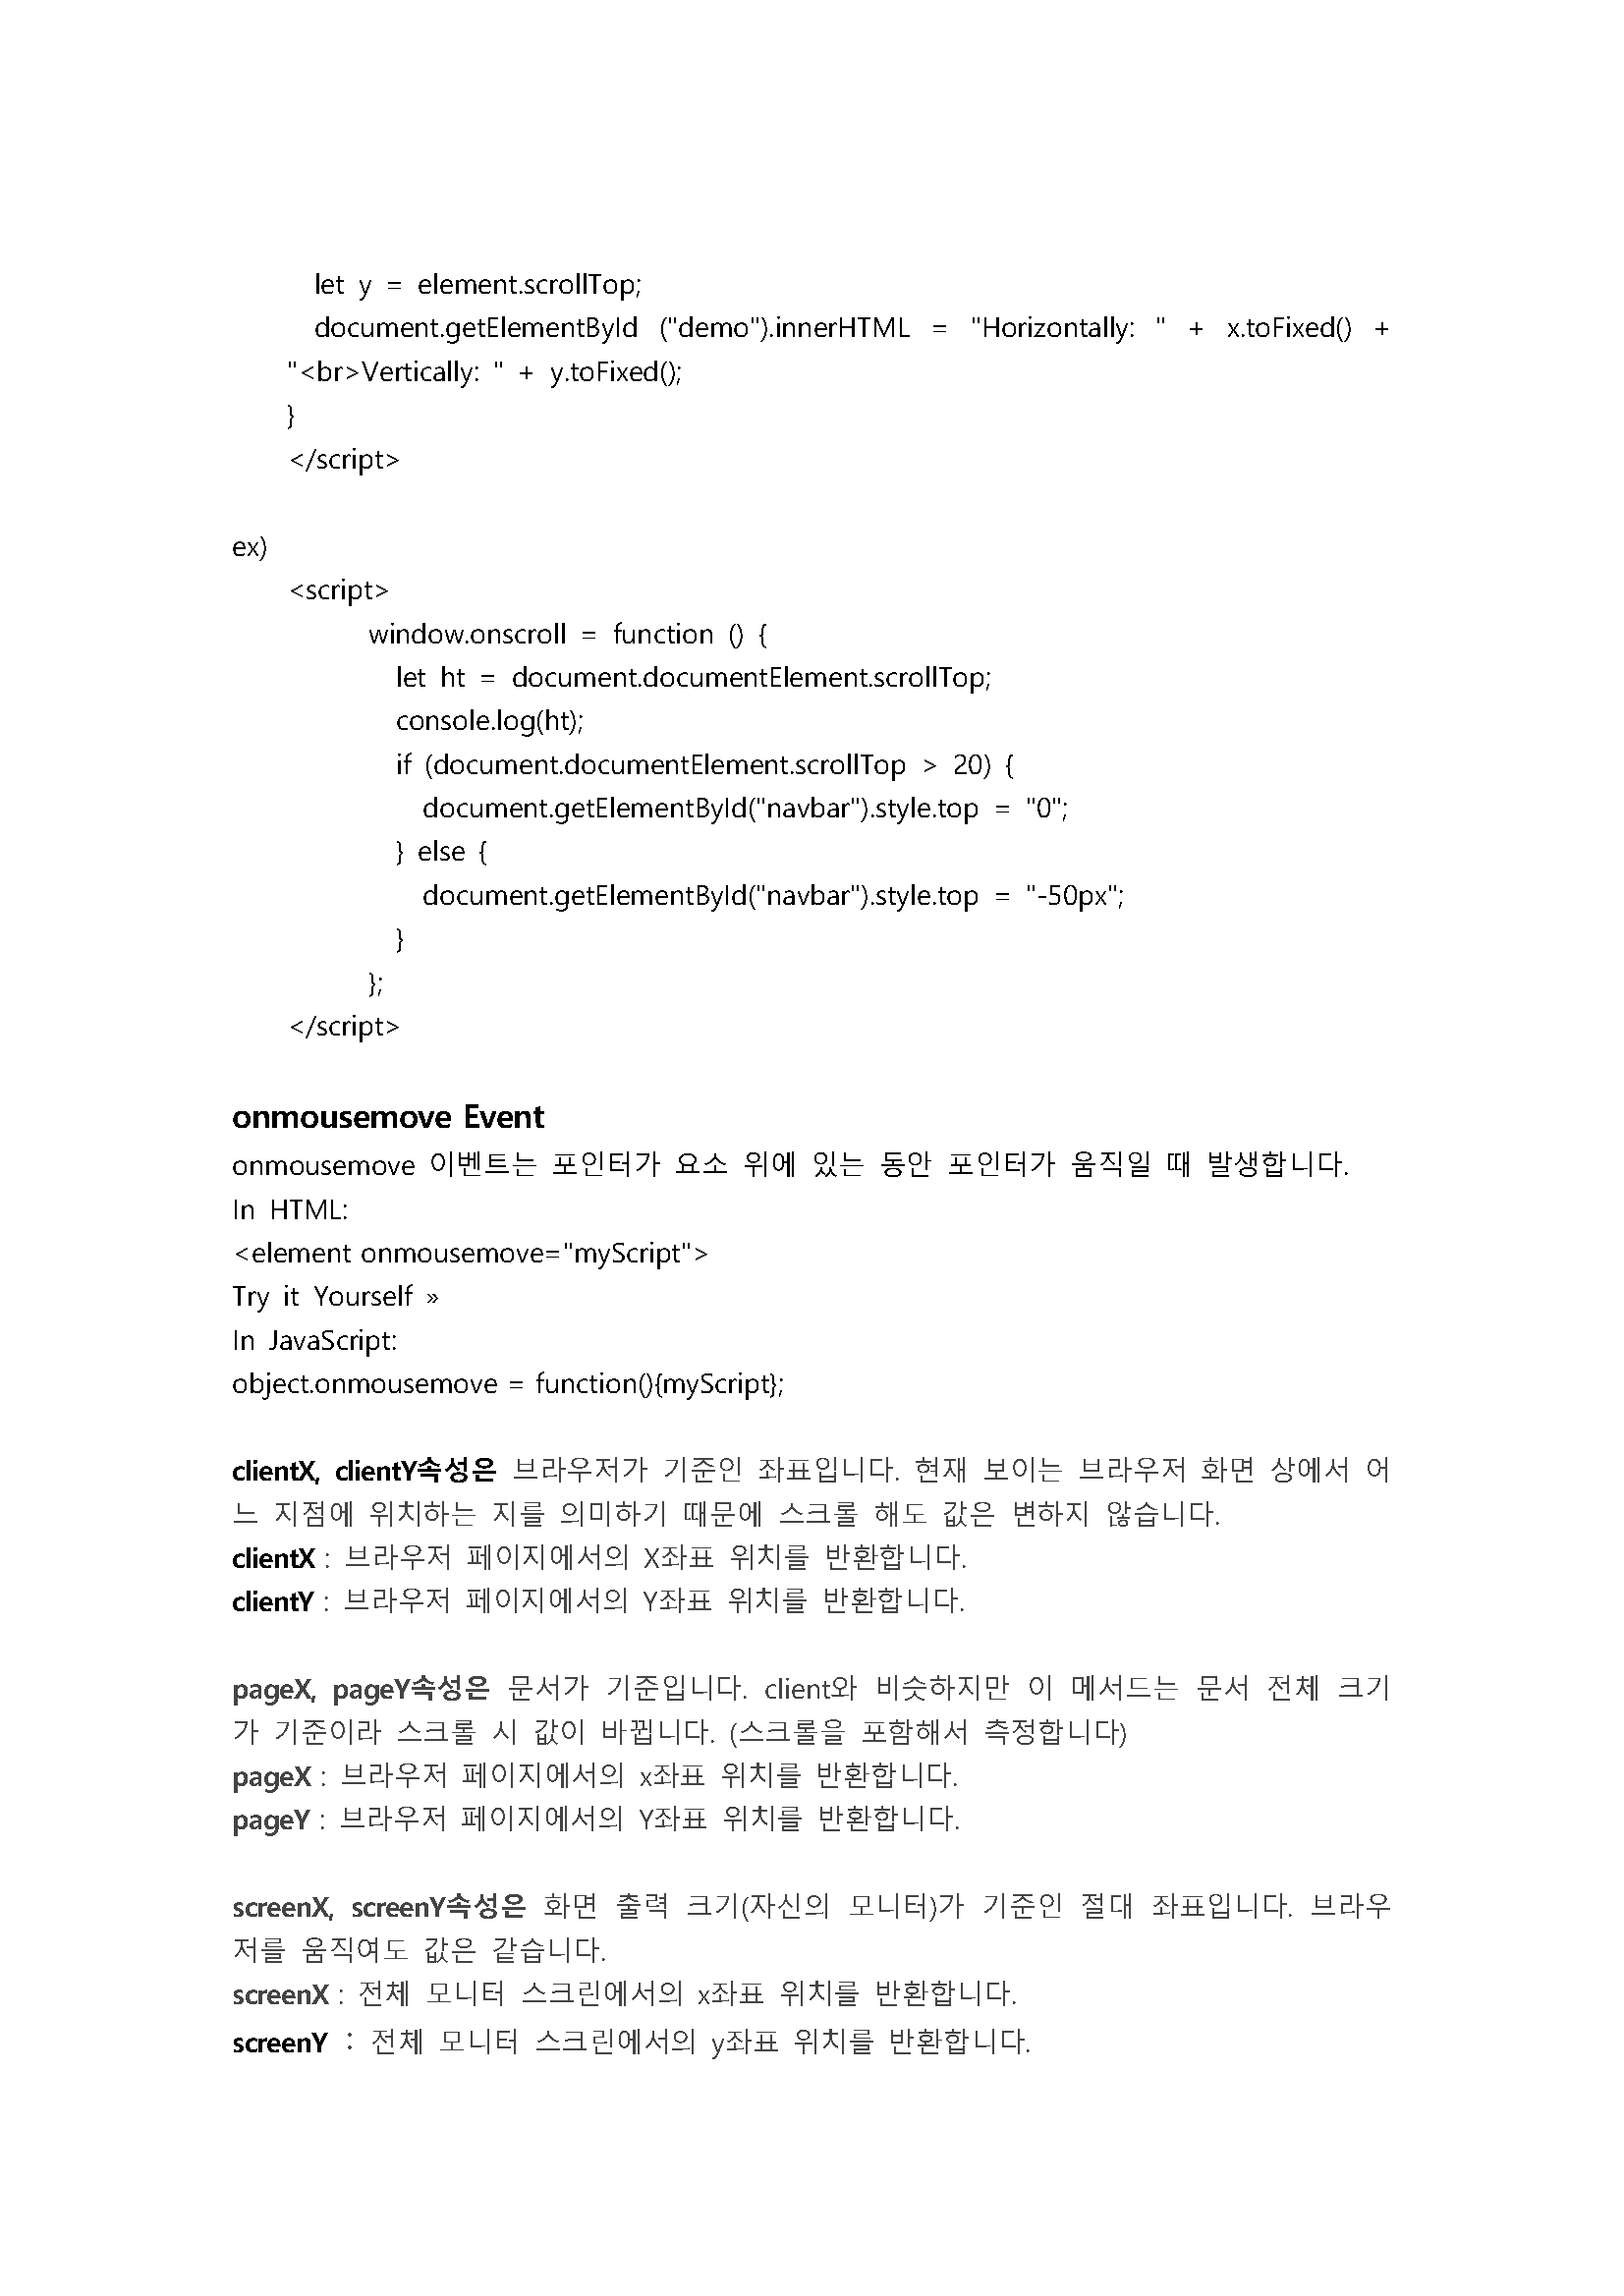 let y = element.scrollTop;
document.getElementById ("demo").innerHTML = "Horizontally: " + x.toFixed() +
"<br>Vertically: " + y.toFixed();
}
</script>
ex)
<script>
window.onscroll = function () {
let ht = document.documentElement.scrollTop;
console.log(ht);
if (document.documentElement.scrollTop > 20) {
document.getElementById("navbar").style.top = "0";
} else {
document.getElementById("navbar").style.top = "-50px";
}
};
</script>
onmousemove Event
onmousemove 이벤트는 포인터가 요소 위에 있는 동안 포인터가 움직일 때 발생합니다.
In HTML:
<element onmousemove="myScript">
Try it Yourself »
In JavaScript:
object.onmousemove = function(){myScript};
clientX, clientY속성은 브라우저가 기준인 좌표입니다. 현재 보이는 브라우저 화면 상에서 어
느 지점에 위치하는 지를 의미하기 때문에 스크롤 해도 값은 변하지 않습니다.
clientX : 브라우저 페이지에서의 X좌표 위치를 반환합니다.
clientY : 브라우저 페이지에서의 Y좌표 위치를 반환합니다.
pageX, pageY속성은 문서가 기준입니다. client와 비슷하지만 이 메서드는 문서 전체 크기
가 기준이라 스크롤 시 값이 바뀝니다. (스크롤을 포함해서 측정합니다)
pageX : 브라우저 페이지에서의 x좌표 위치를 반환합니다.
pageY : 브라우저 페이지에서의 Y좌표 위치를 반환합니다.
screenX, screenY속성은 화면 출력 크기(자신의 모니터)가 기준인 절대 좌표입니다. 브라우
저를 움직여도 값은 같습니다.
screenX : 전체 모니터 스크린에서의 x좌표 위치를 반환합니다.
screenY : 전체 모니터 스크린에서의 y좌표 위치를 반환합니다.